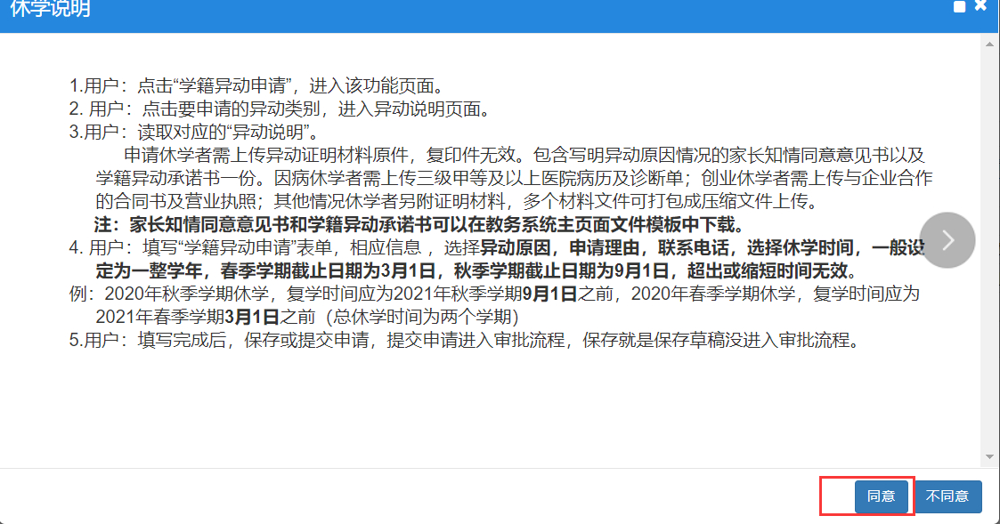 休学说明
1.用户：点击“学籍异动申请”，进入该功能页面。
2. 用户：点击要申请的异动类别，进入异动说明页面。
3.用户：读取对应的“异动说明”。
申请休学者需上传异动证明材料原件，复印件无效。包含写明异动原因情况的家长知情同意意见书以及
学籍异动承诺书一份。因病休学者需上传三级甲等及以上医院病历及诊断单；创业休学者需上传与企业合作
的合同书及营业执照；其他情况休学者另附证明材料，多个材料文件可打包成压缩文件上传。
注：家长知情同意意见书和学籍异动承诺书可以在教务系统主页面文件模板中下载。
4. 用户：填写“学籍异动申请”表单，相应信息 ，选择异动原因，申请理由，联系电话，选择休学时间，一般设
定为一整学年，春季学期截止日期为3月1日，秋季学期截止日期为9月1日，超出或缩短时间无效。
例：2020年秋季学期休学，复学时间应为2021年秋季学期9月1日之前，2020年春季学期休学，复学时间应为
2021年春季学期3月1日之前（总休学时间为两个学期）
5.用户：填写完成后，保存或提交申请，提交申请进入审批流程，保存就是保存草稿没进入审批流程。
同意
不同意